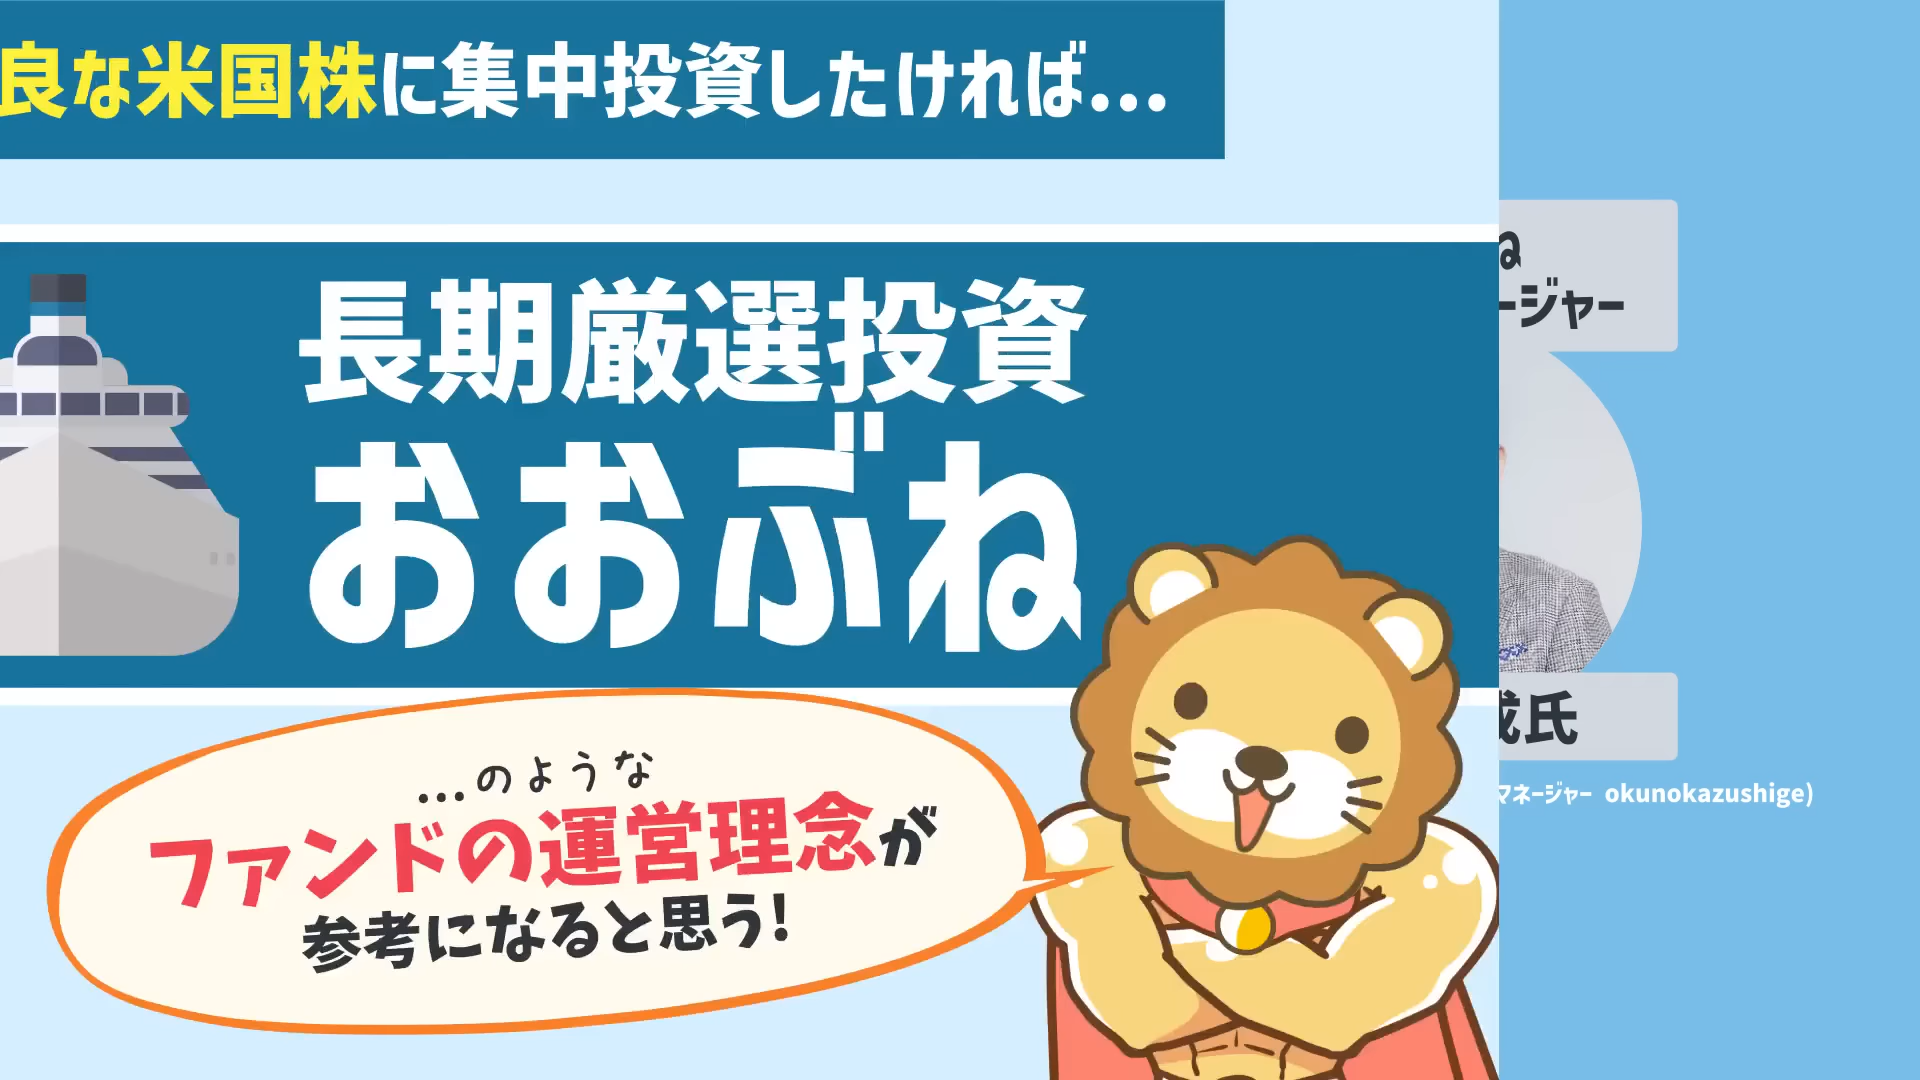 良な米国株に集中投資したければ...
長期厳選投資
おおぶね
...のような
ファンドの運営理念が
参考になると思う!
ね
ージャー
成氏
マネージャー okunokazushige)